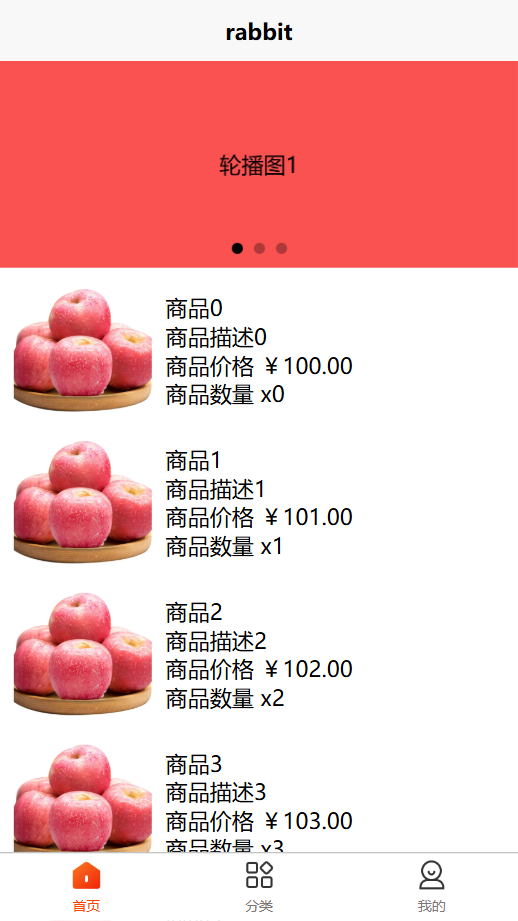 rabbit
轮播图1
商品0
商品描述0
商品价格 ￥100.00
商品数量 x0
商品1
商品描述1
商品价格 ￥101.00
商品数量 x1
商品2
商品描述2
商品价格 ￥102.00
商品数量 x2
商品3
商品描述3
商品价格 ￥103.00
商品数量 x3
首页
分类
我的